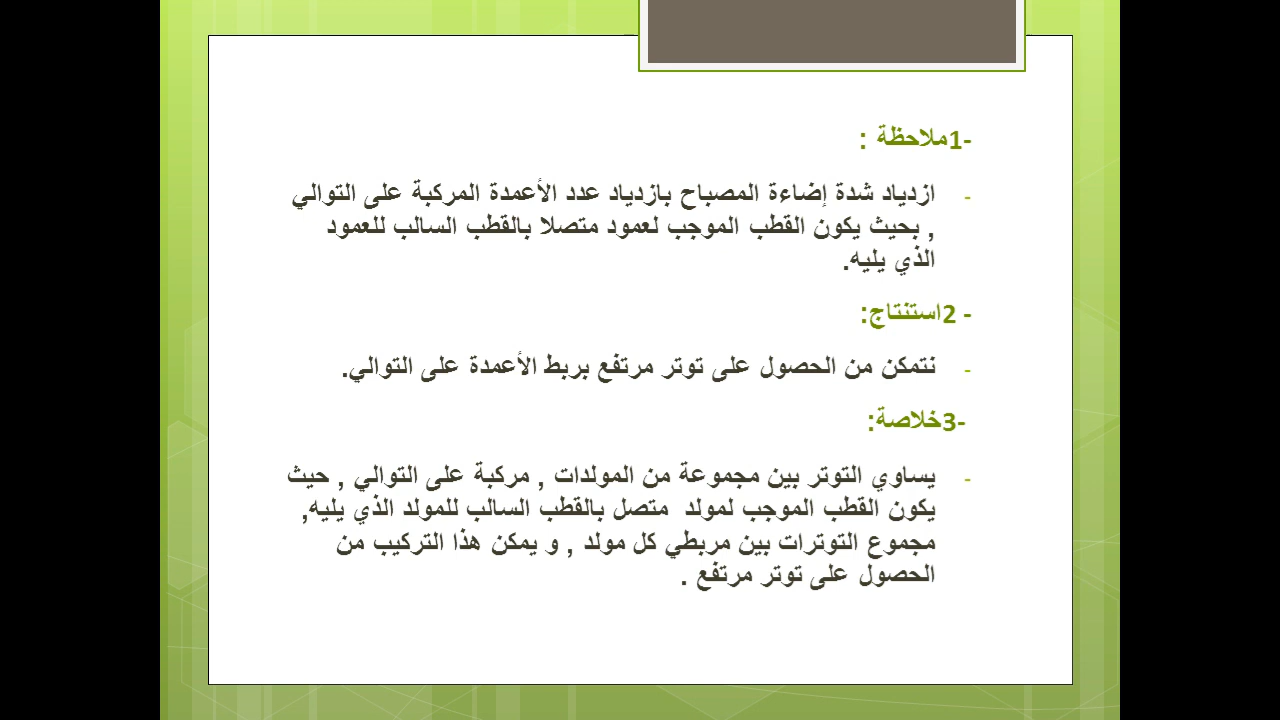 1- ملاحظة :
- ازدياد شدة إضاءة المصباح بازدياد عدد الأعمدة المركبة على التوالي
, بحيث يكون القطب الموجب لعمود متصلا بالقطب السالب للعمود
الذي يليه.
2 - استنتاج:
- نتمكن من الحصول على توتر مرتفع بربط الأعمدة على التوالي.
3- خلاصة:
- يساوي التوتر بين مجموعة من المولدات , مركبة على التوالي , حيث
يكون القطب الموجب لمولد متصل بالقطب السالب للمولد الذي يليه,
مجموع التوترات بين مربطي كل مولد , و يمكن هذا التركيب من
الحصول على توتر مرتفع .